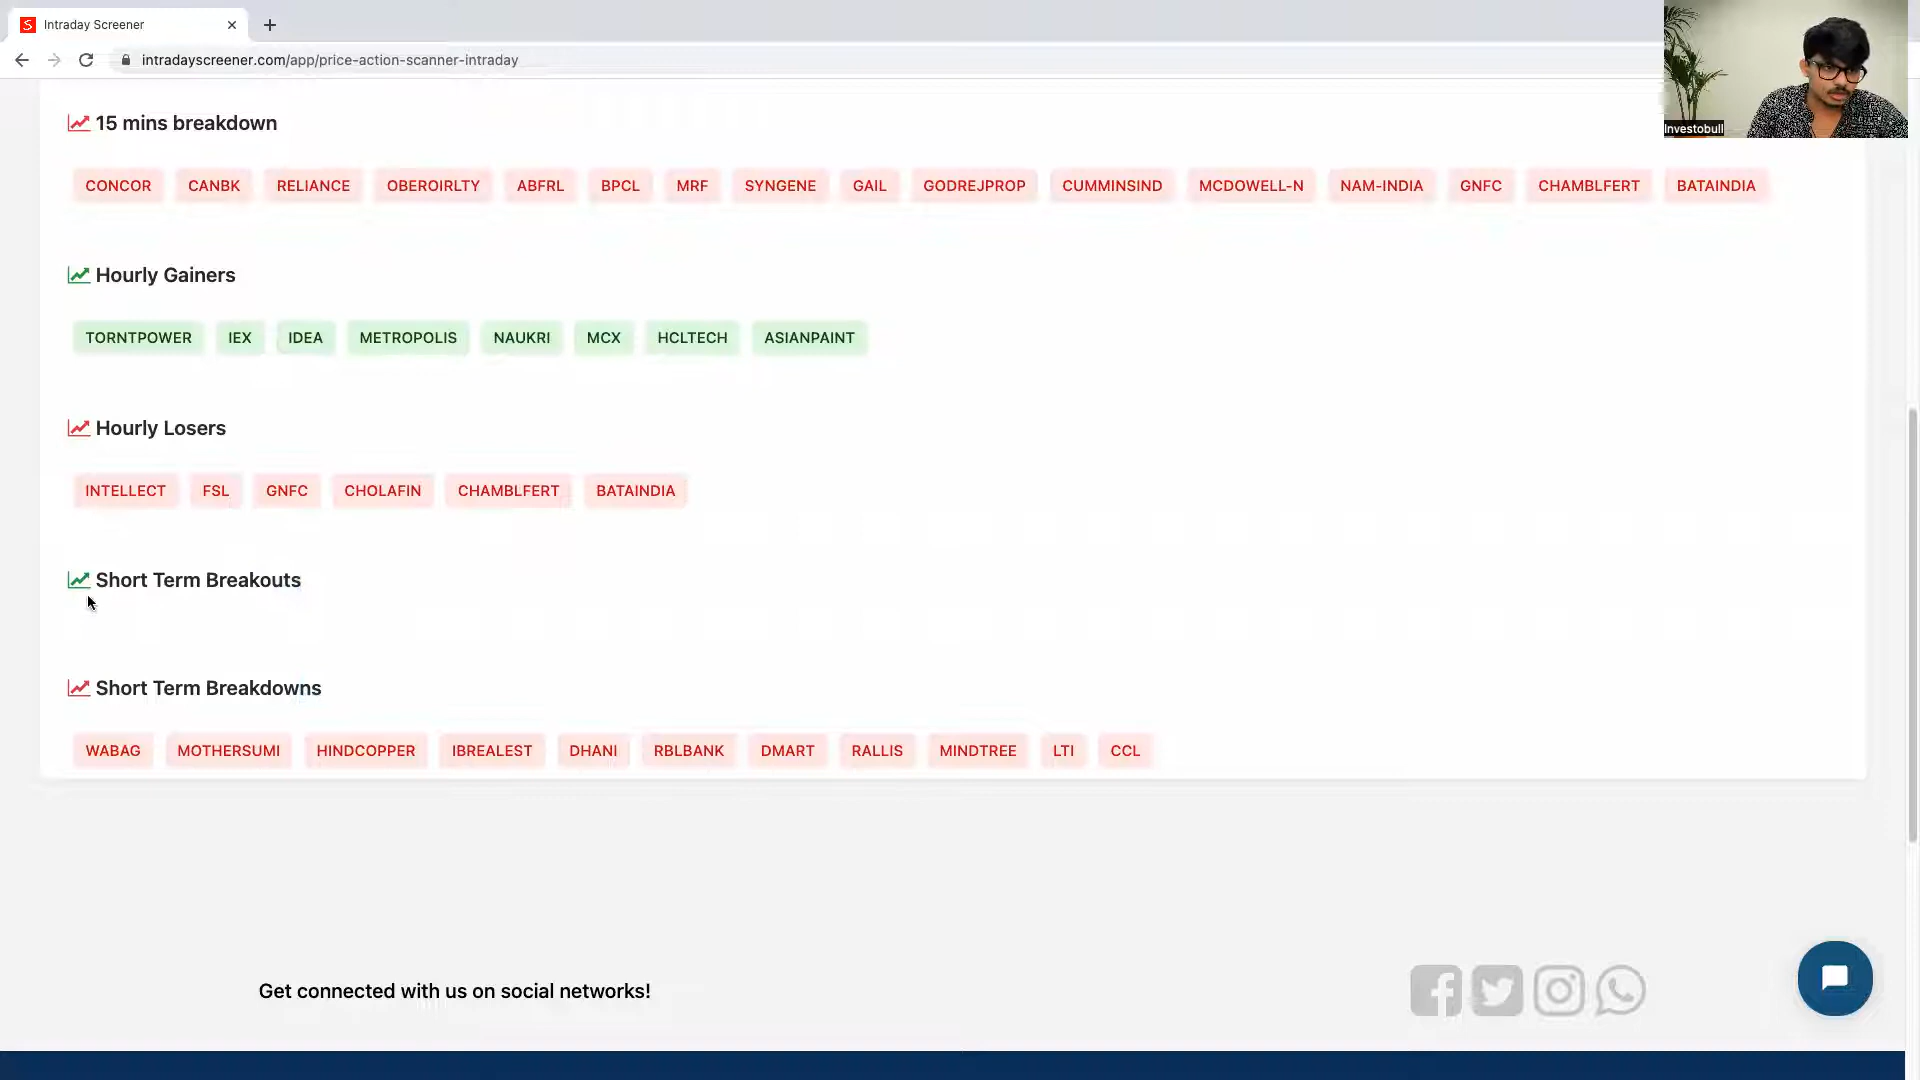 Intraday Screener
intradayscreener.com/app/price-action-scanner-intraday
Investobull
15 mins breakdown
CONCOR CANBK RELIANCE OBEROIRLTY ABFRL BPCL MRF SYNGENE GAIL GODREJPROP CUMMINSIND MCDOWELL-N NAM-INDIA GNFC CHAMBLFERT BATAINDIA
Hourly Gainers
TORNTPOWER IEX IDEA METROPOLIS NAUKRI MCX HCLTECH ASIANPAINT
Hourly Losers
INTELLECT FSL GNFC CHOLAFIN CHAMBLFERT BATAINDIA
Short Term Breakouts
Short Term Breakdowns
WABAG MOTHERSUMI HINDCOPPER IBREALEST DHANI RBLBANK DMART RALLIS MINDTREE LTI CCL
Get connected with us on social networks!